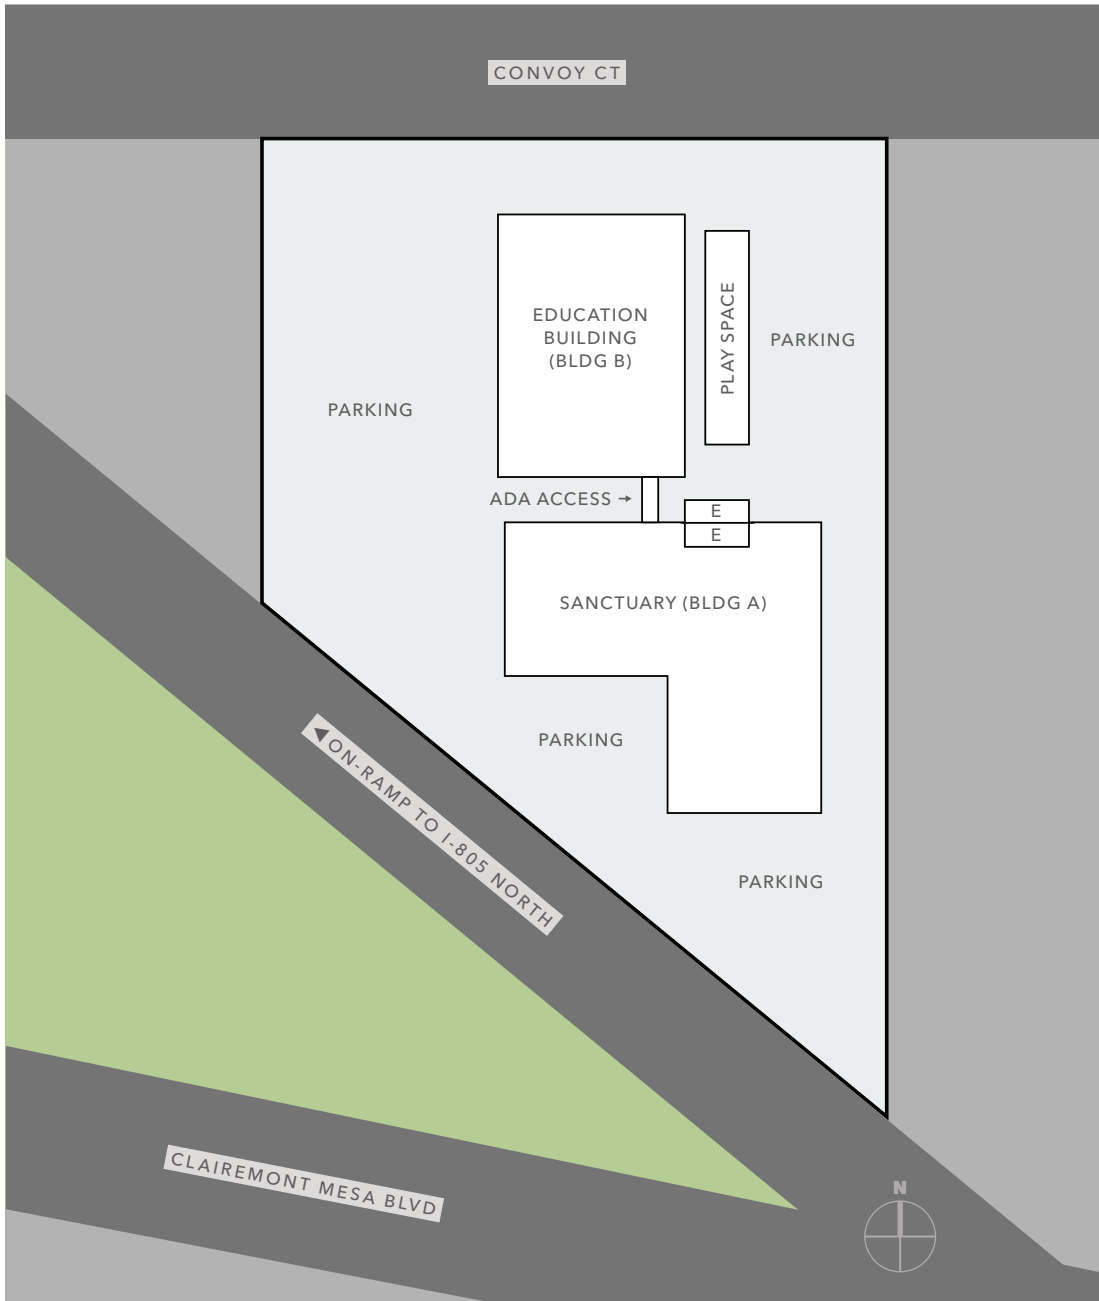 CONVOY CT
EDUCATION
BUILDING
(BLDG B)
PLAY SPACE
PARKING
PARKING
ADA ACCESS →
E
E
SANCTUARY (BLDG A)
PARKING
◀ ON-RAMP TO I-805 NORTH
PARKING
CLAIREMONT MESA BLVD
N